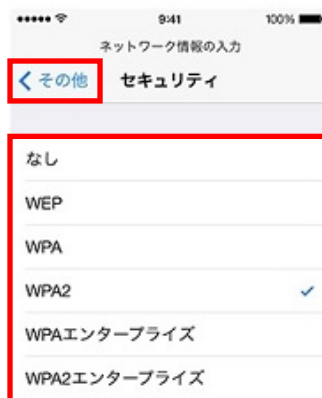 9:41 100%
ネットワーク情報の入力
その他 セキュリティ
なし
WEP
WPA
WPA2
WPAエンタープライズ
WPA2エンタープライズ